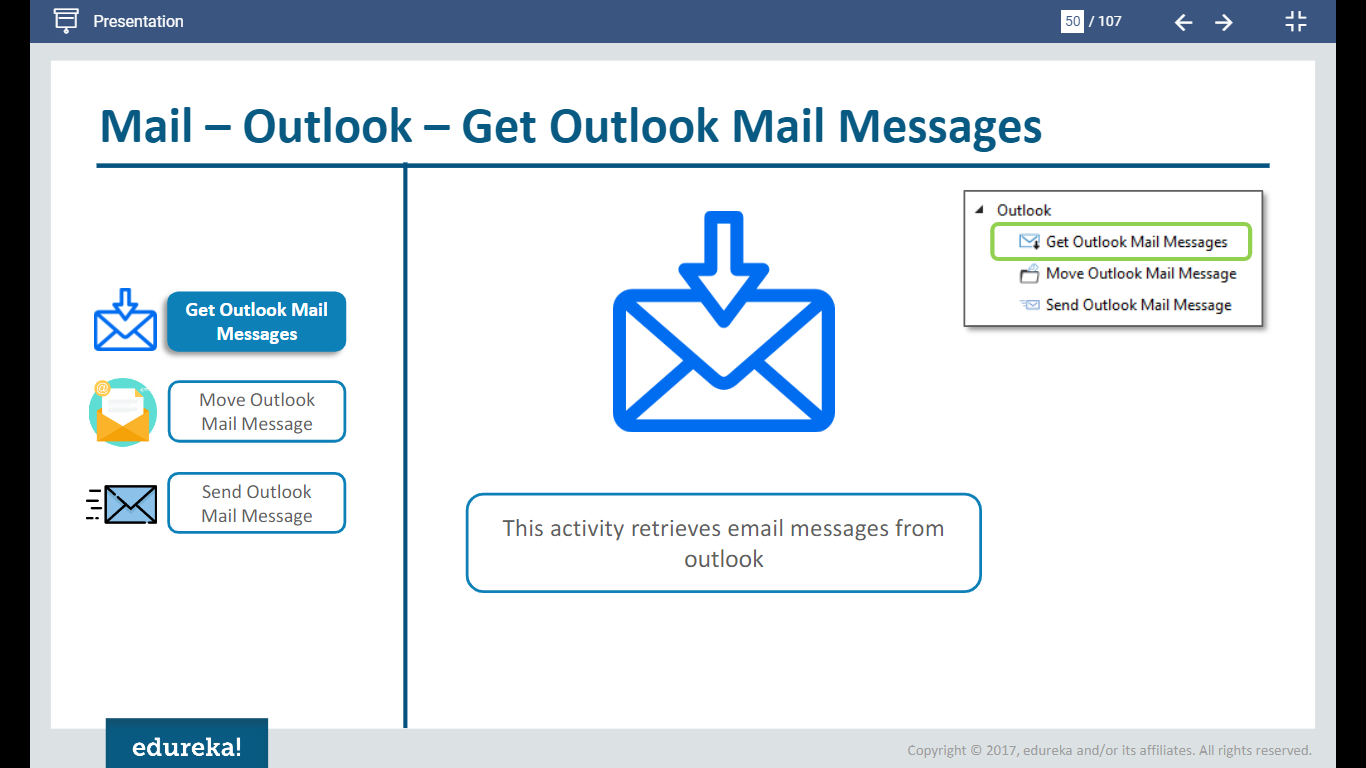 Presentation
50 / 107
Mail – Outlook – Get Outlook Mail Messages
Get Outlook Mail
Messages
Move Outlook
Mail Message
Send Outlook
Mail Message
Outlook
Get Outlook Mail Messages
Move Outlook Mail Message
Send Outlook Mail Message
This activity retrieves email messages from
outlook
edureka!
Copyright © 2017, edureka and/or its affiliates. All rights reserved.